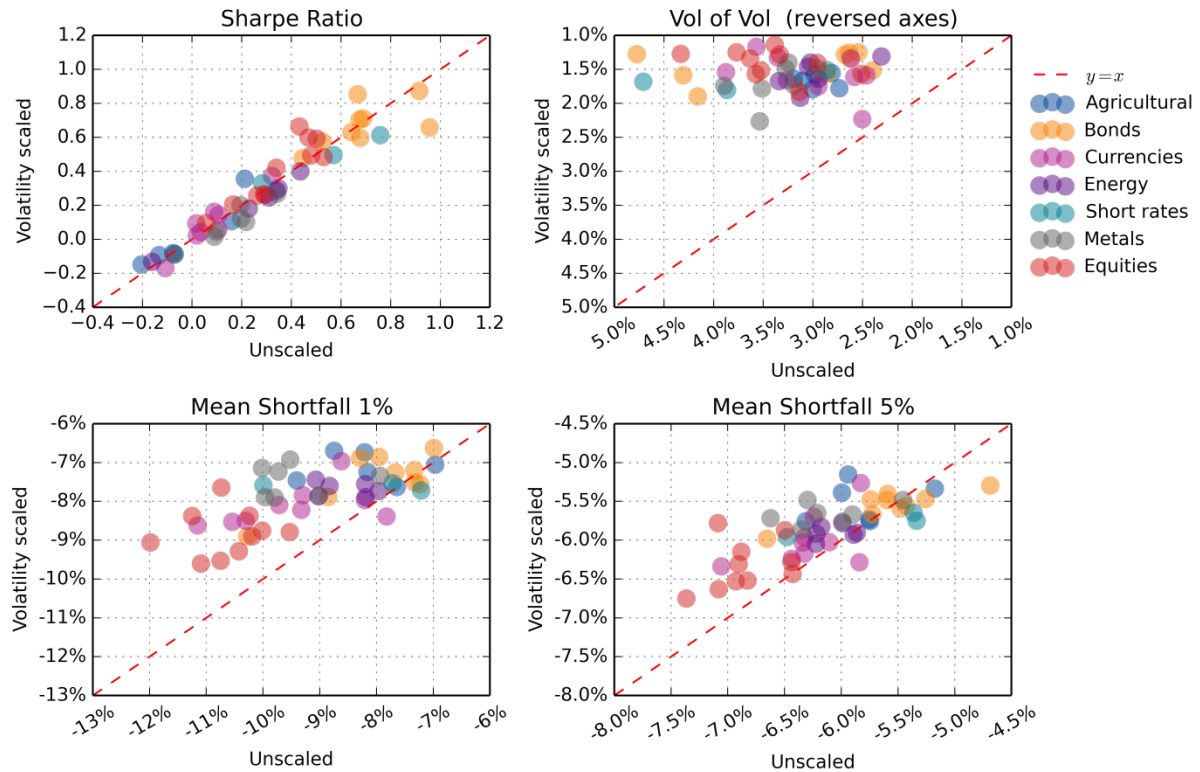 Sharpe Ratio
1.2
1.0
0.8
0.6
0.4
0.2
0.0
−0.2
−0.4
−0.4 −0.2 0.0 0.2 0.4 0.6 0.8 1.0 1.2
Volatility scaled
Unscaled
Vol of Vol (reversed axes)
1.0%
1.5%
2.0%
2.5%
3.0%
3.5%
4.0%
4.5%
5.0%
5.0% 4.5% 4.0% 3.5% 3.0% 2.5% 2.0% 1.5% 1.0%
Volatility scaled
Unscaled
y = x
Agricultural
Bonds
Currencies
Energy
Short rates
Metals
Equities
Mean Shortfall 1%
-6%
-7%
-8%
-9%
-10%
-11%
-12%
-13%
-13% -12% -11% -10% -9% -8% -7% -6%
Volatility scaled
Unscaled
Mean Shortfall 5%
-4.5%
-5.0%
-5.5%
-6.0%
-6.5%
-7.0%
-7.5%
-8.0%
-8.0% -7.5% -7.0% -6.5% -6.0% -5.5% -5.0% -4.5%
Volatility scaled
Unscaled